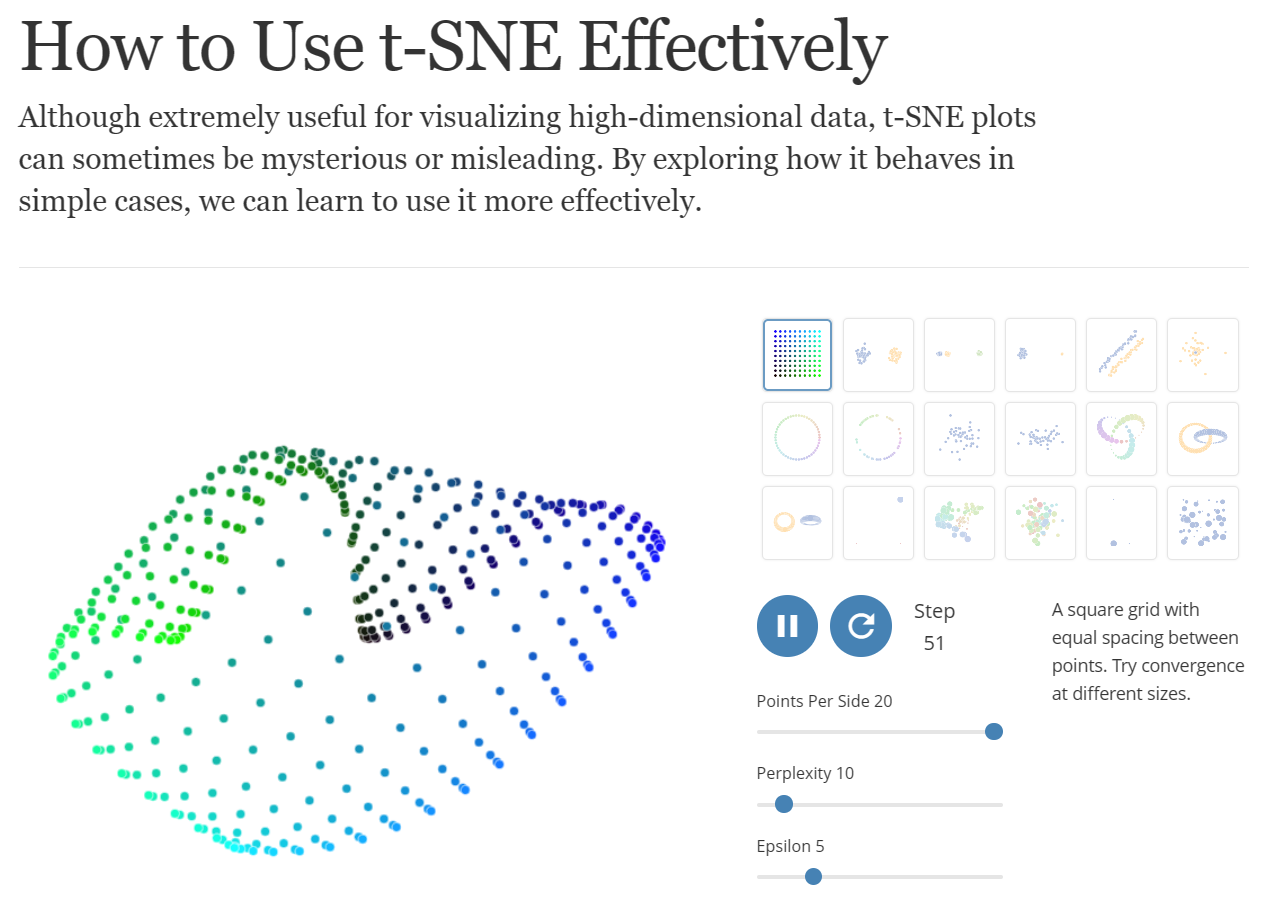 How to Use t-SNE Effectively
Although extremely useful for visualizing high-dimensional data, t-SNE plots
can sometimes be mysterious or misleading. By exploring how it behaves in
simple cases, we can learn to use it more effectively.
Step
51
A square grid with
equal spacing between
points. Try convergence
at different sizes.
Points Per Side 20
Perplexity 10
Epsilon 5